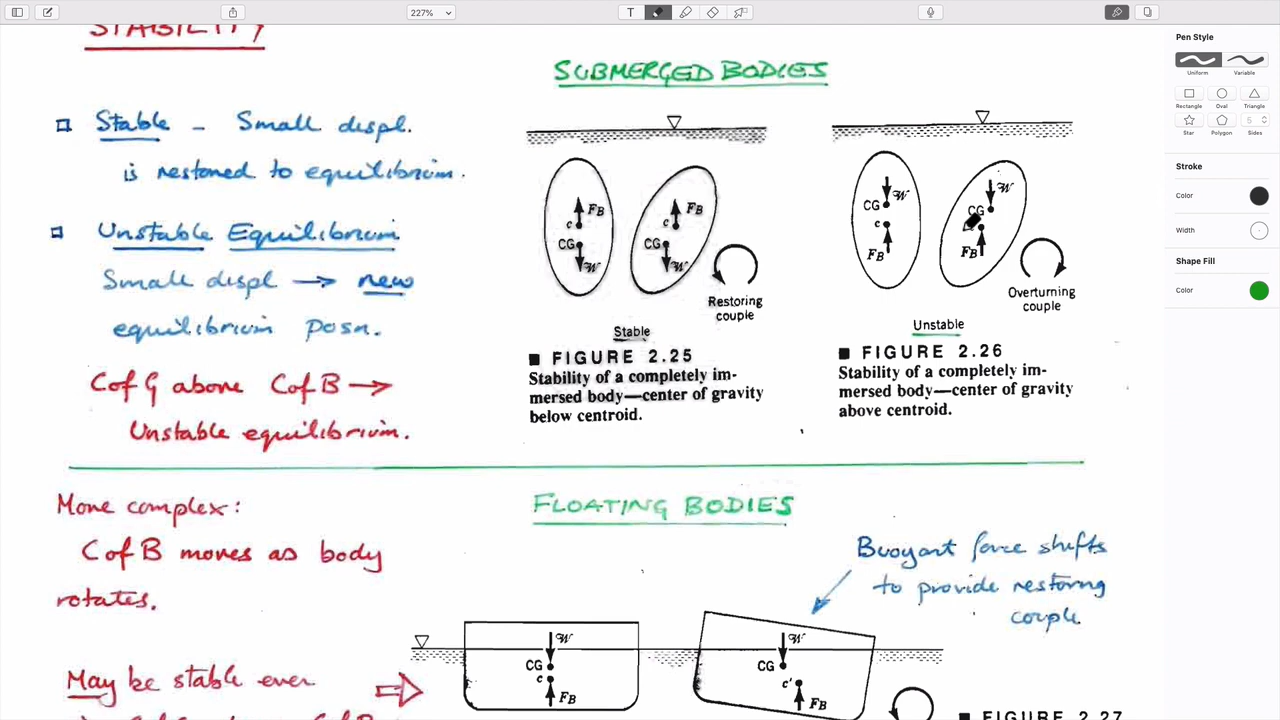 227%
T
Pen Style
Uniform
Variable
Rectangle
Oval
Triangle
Star
Polygon
5
Sides
Stroke
Color
Width
Shape Fill
Color
STABILITY
SUBMERGED BODIES
Stable - Small displ.
is restored to equilibrium.
Unstable Equilibrium
Small displ → new
equilibrium posn.
C of G above C of B →
Unstable equilibrium.
FB
c
CG
W
FB
c
CG
W
Restoring
couple
Stable
■ FIGURE 2.25
Stability of a completely im-
mersed body—center of gravity
below centroid.
W
CG
c
FB
W
CG
FB
Overturning
couple
Unstable
■ FIGURE 2.26
Stability of a completely im-
mersed body—center of gravity
above centroid.
More complex:
C of B moves as body
rotates.
May be stable even
FLOATING BODIES
Buoyant force shifts
to provide restoring
couple
W
CG
c
FB
W
CG
c'
FB
■ FIGURE 2.27